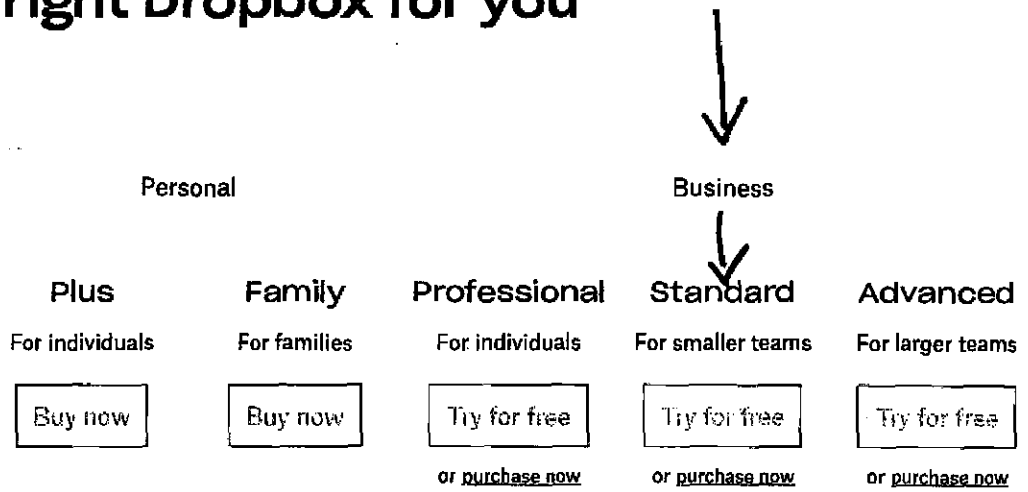 right Dropbox for you
Personal
Business
Plus
Family
Professional
Standard
Advanced
For individuals
For families
For individuals
For smaller teams
For larger teams
Buy now
Buy now
Try for free
Try for free
Try for free
or purchase now
or purchase now
or purchase now